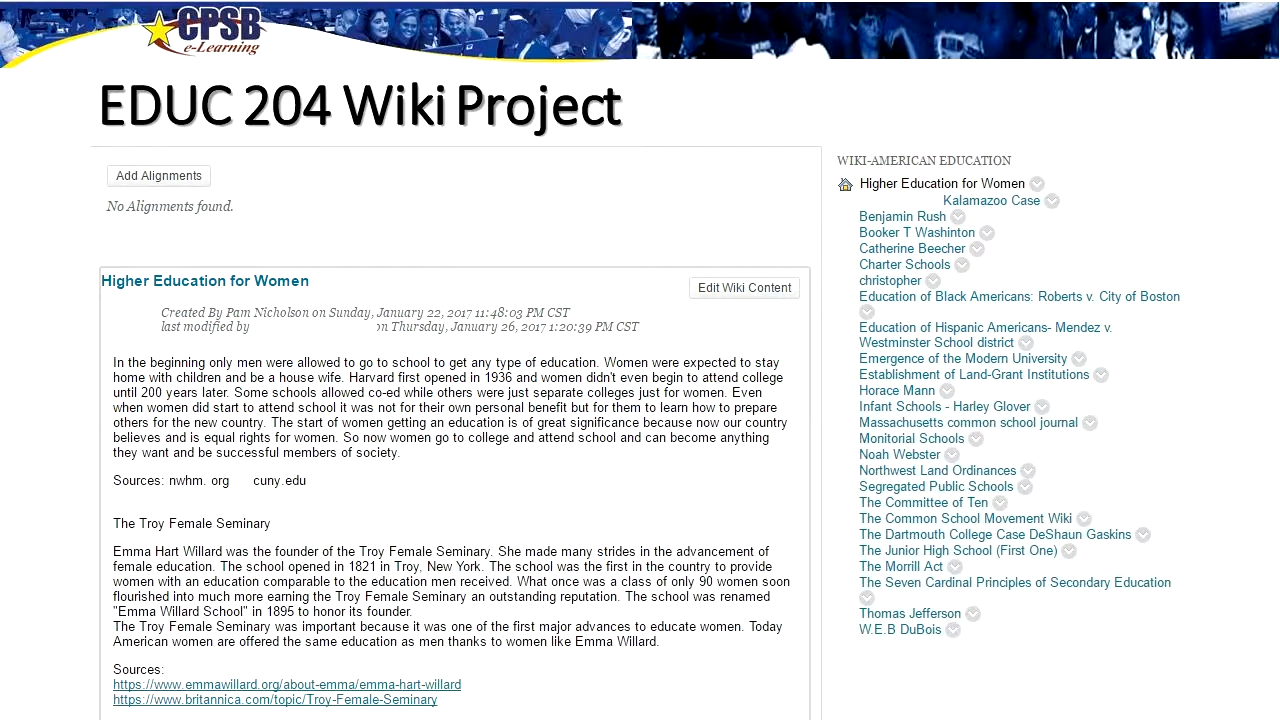 CPSB
e-Learning
EDUC 204 Wiki Project
Add Alignments
No Alignments found.
Higher Education for Women
Edit Wiki Content
Created By Pam Nicholson on Sunday, January 22, 2017 11:48:03 PM CST
last modified by on Thursday, January 26, 2017 1:20:39 PM CST
In the beginning only men were allowed to go to school to get any type of education. Women were expected to stay
home with children and be a house wife. Harvard first opened in 1936 and women didn't even begin to attend college
until 200 years later. Some schools allowed co-ed while others were just separate colleges just for women. Even
when women did start to attend school it was not for their own personal benefit but for them to learn how to prepare
others for the new country. The start of women getting an education is of great significance because now our country
believes and is equal rights for women. So now women go to college and attend school and can become anything
they want and be successful members of society.
Sources: nwhm. org cuny.edu
The Troy Female Seminary
Emma Hart Willard was the founder of the Troy Female Seminary. She made many strides in the advancement of
female education. The school opened in 1821 in Troy, New York. The school was the first in the country to provide
women with an education comparable to the education men received. What once was a class of only 90 women soon
flourished into much more earning the Troy Female Seminary an outstanding reputation. The school was renamed
"Emma Willard School" in 1895 to honor its founder.
The Troy Female Seminary was important because it was one of the first major advances to educate women. Today
American women are offered the same education as men thanks to women like Emma Willard.
Sources:
https://www.emmawillard.org/about-emma/emma-hart-willard
https://www.britannica.com/topic/Troy-Female-Seminary
WIKI-AMERICAN EDUCATION
Higher Education for Women
Kalamazoo Case
Benjamin Rush
Booker T Washinton
Catherine Beecher
Charter Schools
christopher
Education of Black Americans: Roberts v. City of Boston
Education of Hispanic Americans- Mendez v.
Westminster School district
Emergence of the Modern University
Establishment of Land-Grant Institutions
Horace Mann
Infant Schools - Harley Glover
Massachusetts common school journal
Monitorial Schools
Noah Webster
Northwest Land Ordinances
Segregated Public Schools
The Committee of Ten
The Common School Movement Wiki
The Dartmouth College Case DeShaun Gaskins
The Junior High School (First One)
The Morrill Act
The Seven Cardinal Principles of Secondary Education
Thomas Jefferson
W.E.B DuBois